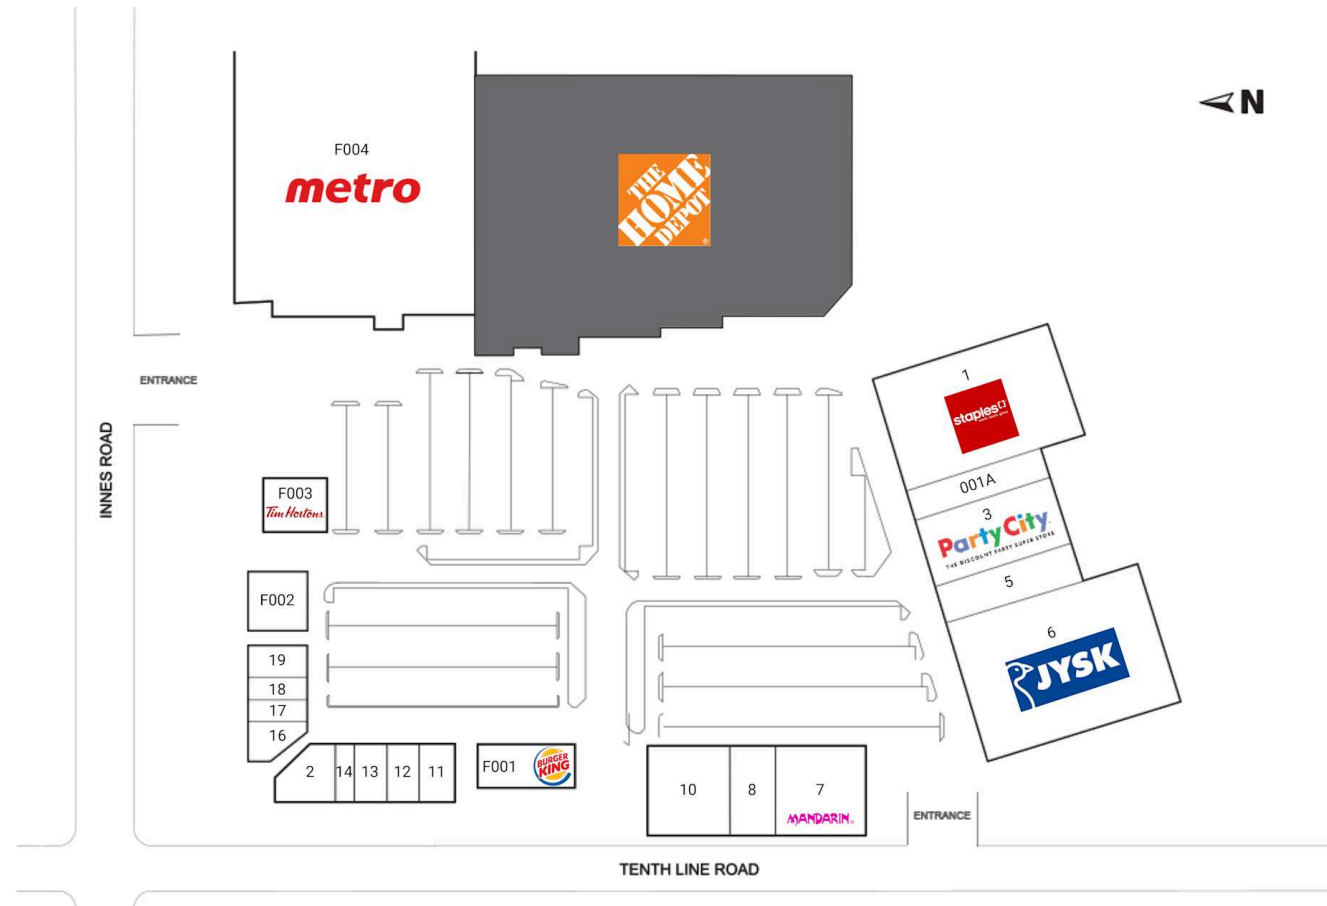 N
F004
metro
THE
HOME
DEPOT
ENTRANCE
INNES ROAD
1
staples
001A
3
Party City
THE DISCOUNT PARTY SUPER STORE
5
6
JYSK
F003
Tim Hortons
F002
19
18
17
16
2
14
13
12
11
F001
BURGER
KING
10
8
7
MANDARIN
ENTRANCE
TENTH LINE ROAD